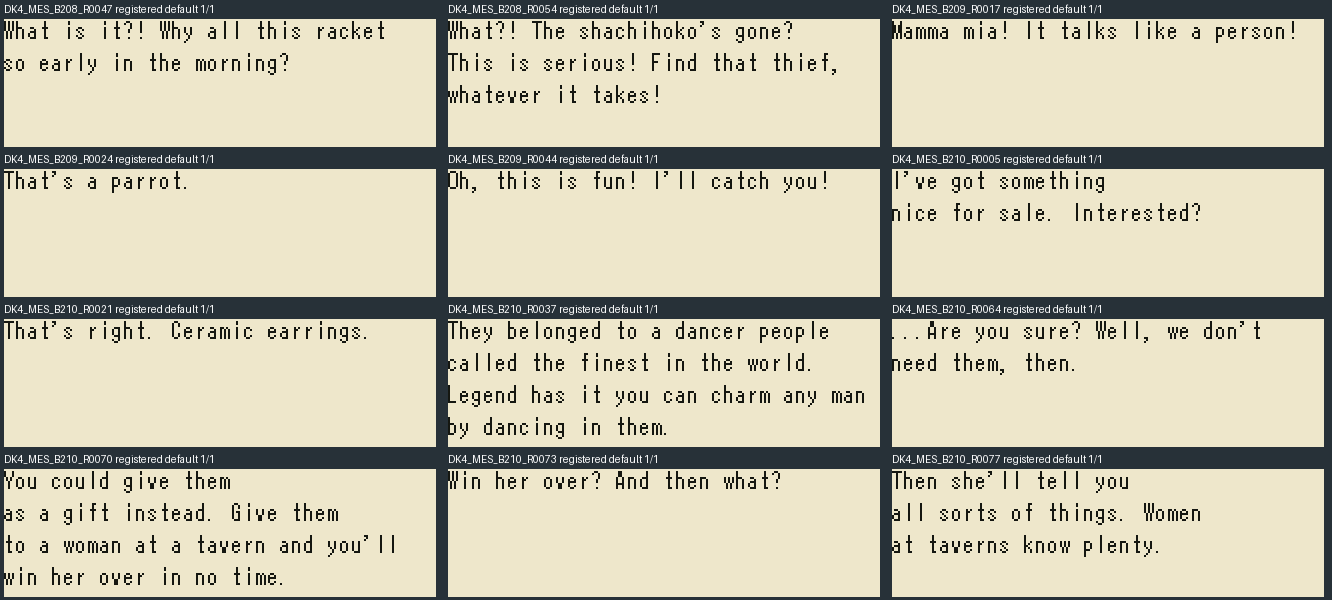 DK4_MES_B208_R0047 registered default 1/1
What is it?! Why all this racket
so early in the morning?
DK4_MES_B208_R0054 registered default 1/1
What?! The shachihoko's gone?
This is serious! Find that thief,
whatever it takes!
DK4_MES_B209_R0017 registered default 1/1
Mamma mia! It talks like a person!
DK4_MES_B209_R0024 registered default 1/1
That's a parrot.
DK4_MES_B209_R0044 registered default 1/1
Oh, this is fun! I'll catch you!
DK4_MES_B210_R0005 registered default 1/1
I've got something
nice for sale. Interested?
DK4_MES_B210_R0021 registered default 1/1
That's right. Ceramic earrings.
DK4_MES_B210_R0037 registered default 1/1
They belonged to a dancer people
called the finest in the world.
Legend has it you can charm any man
by dancing in them.
DK4_MES_B210_R0064 registered default 1/1
...Are you sure? Well, we don't
need them, then.
DK4_MES_B210_R0070 registered default 1/1
You could give them
as a gift instead. Give them
to a woman at a tavern and you'll
win her over in no time.
DK4_MES_B210_R0073 registered default 1/1
Win her over? And then what?
DK4_MES_B210_R0077 registered default 1/1
Then she'll tell you
all sorts of things. Women
at taverns know plenty.